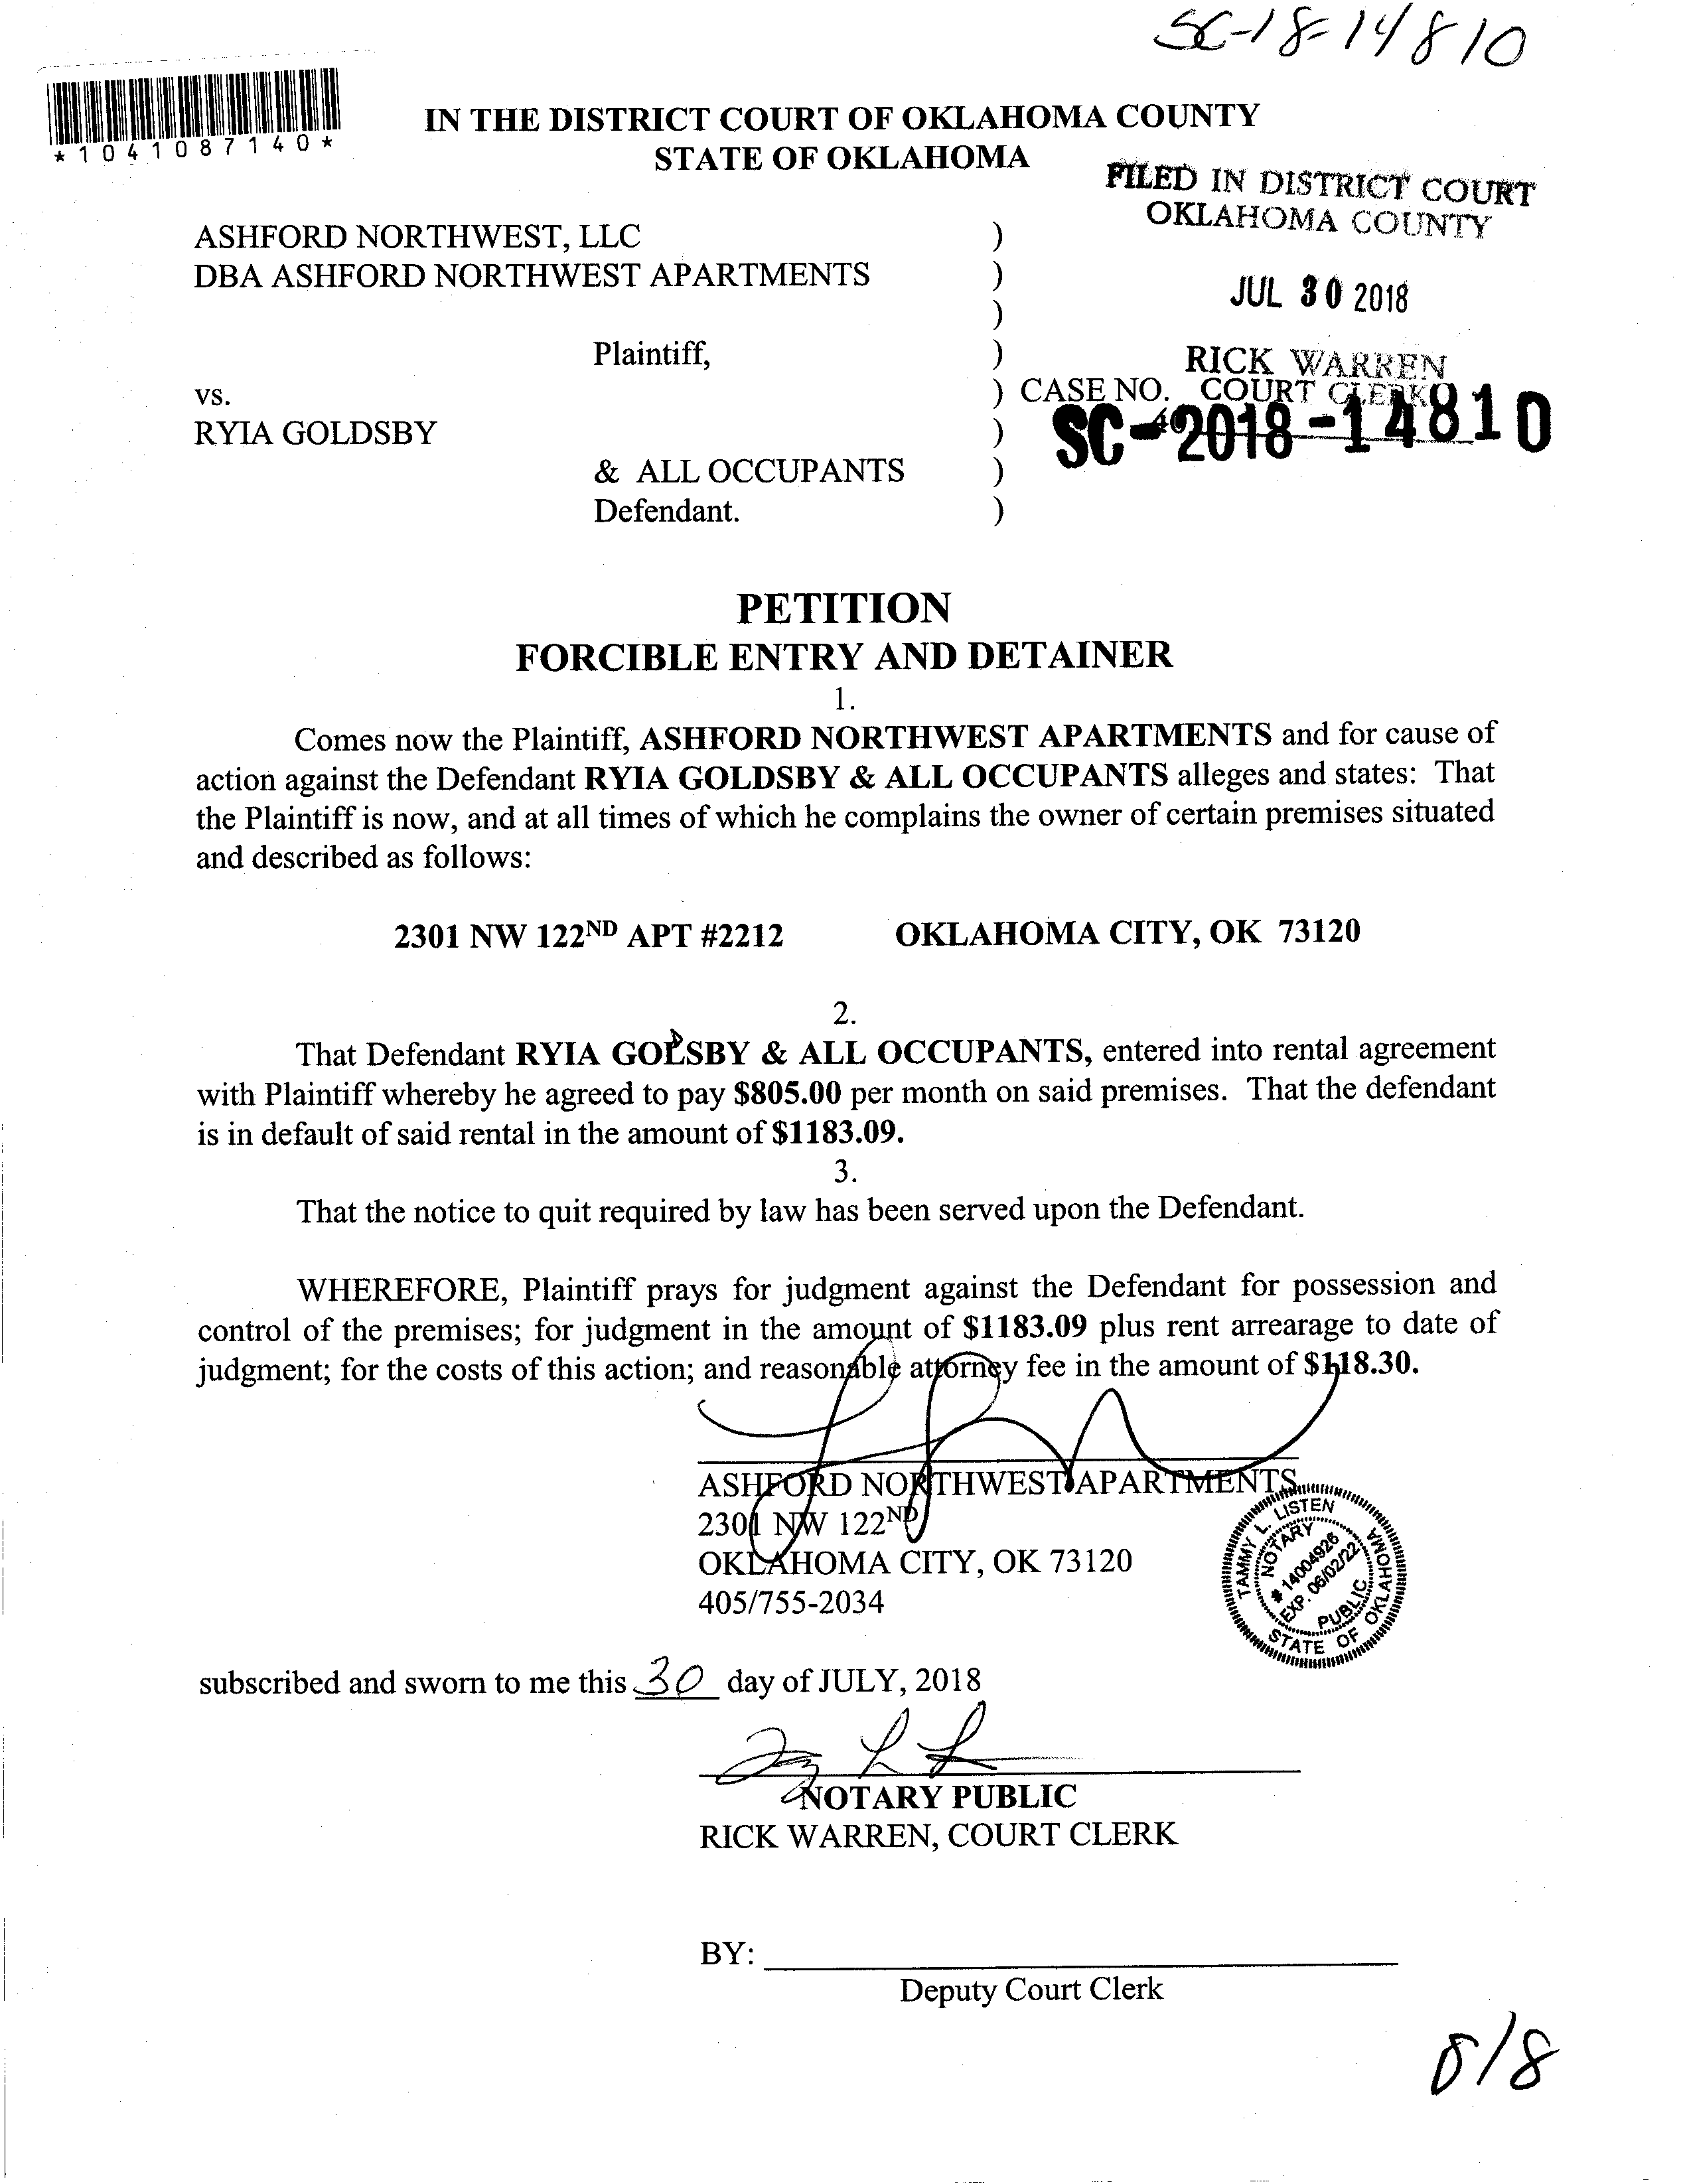 SC-18-14810
*1041087140*
IN THE DISTRICT COURT OF OKLAHOMA COUNTY
STATE OF OKLAHOMA
FILED IN DISTRICT COURT
OKLAHOMA COUNTY
JUL 30 2018
RICK WARREN
COURT CLERK
ASHFORD NORTHWEST, LLC )
DBA ASHFORD NORTHWEST APARTMENTS )
)
Plaintiff, )
vs. ) CASE NO. SC-2018-14810
RYIA GOLDSBY )
& ALL OCCUPANTS )
Defendant. )
PETITION
FORCIBLE ENTRY AND DETAINER
1.
Comes now the Plaintiff, ASHFORD NORTHWEST APARTMENTS and for cause of
action against the Defendant RYIA GOLDSBY & ALL OCCUPANTS alleges and states: That
the Plaintiff is now, and at all times of which he complains the owner of certain premises situated
and described as follows:
2301 NW 122ND APT #2212 OKLAHOMA CITY, OK 73120
2.
That Defendant RYIA GOLDSBY & ALL OCCUPANTS, entered into rental agreement
with Plaintiff whereby he agreed to pay $805.00 per month on said premises. That the defendant
is in default of said rental in the amount of $1183.09.
3.
That the notice to quit required by law has been served upon the Defendant.
WHEREFORE, Plaintiff prays for judgment against the Defendant for possession and
control of the premises; for judgment in the amount of $1183.09 plus rent arrearage to date of
judgment; for the costs of this action; and reasonable attorney fee in the amount of $118.30.
ASHFORD NORTHWEST APARTMENTS
2301 NW 122ND
OKLAHOMA CITY, OK 73120
405/755-2034
TAMMY L. LISTEN
NOTARY
# 14004926
EXP. 06/02/22
PUBLIC
STATE OF OKLAHOMA
subscribed and sworn to me this 30 day of JULY, 2018
NOTARY PUBLIC
RICK WARREN, COURT CLERK
BY:
Deputy Court Clerk
8/8